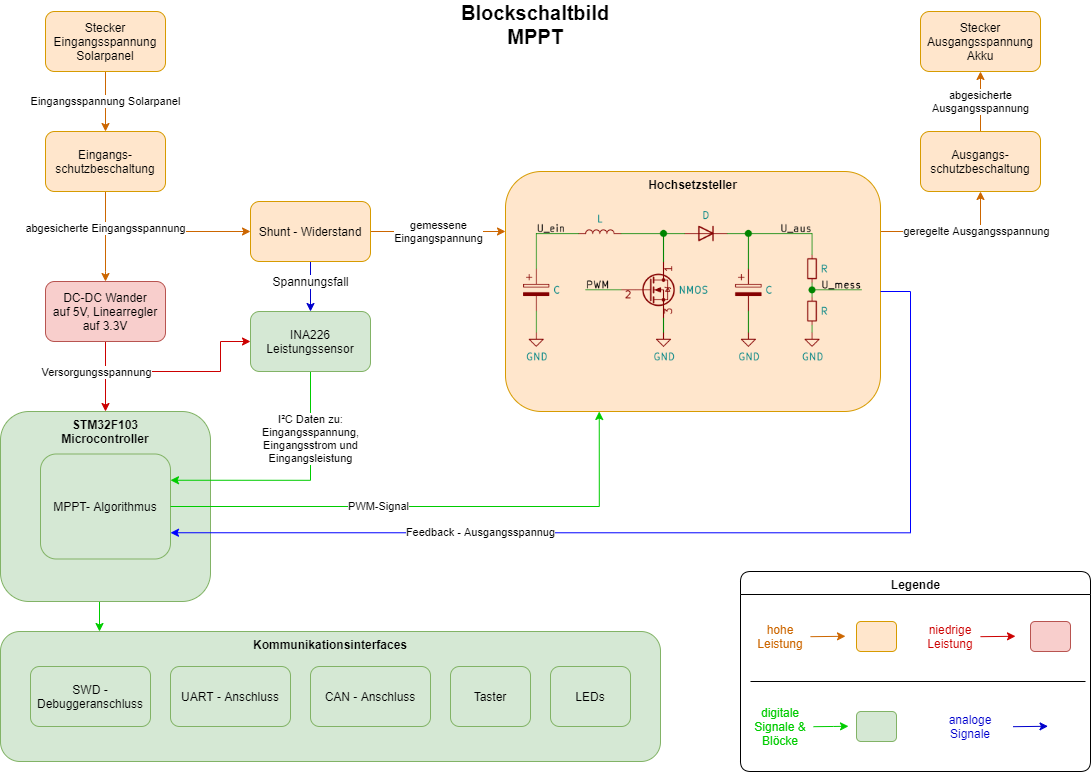 Blockschaltbild
MPPT
Stecker
Eingangsspannung
Solarpanel
Eingangsspannung Solarpanel
Eingangs-
schutzbeschaltung
abgesicherte Eingangsspannung
Shunt - Widerstand
gemessene
Eingangspannung
Spannungsfall
DC-DC Wander
auf 5V, Linearregler
auf 3.3V
INA226
Leistungssensor
Versorgungsspannung
I²C Daten zu:
Eingangsspannung,
Eingangsstrom und
Eingangsleistung
STM32F103
Microcontroller
MPPT- Algorithmus
PWM-Signal
Feedback - Ausgangsspannug
Hochsetzsteller
U_ein
L
D
U_aus
+
C
PWM
1
2
3
NMOS
+
C
R
U_mess
R
GND
GND
GND
GND
Stecker
Ausgangsspannung
Akku
abgesicherte
Ausgangsspannung
Ausgangs-
schutzbeschaltung
geregelte Ausgangsspannung
Kommunikationsinterfaces
SWD -
Debuggeranschluss
UART - Anschluss
CAN - Anschluss
Taster
LEDs
Legende
hohe
Leistung
niedrige
Leistung
digitale
Signale &
Blöcke
analoge
Signale